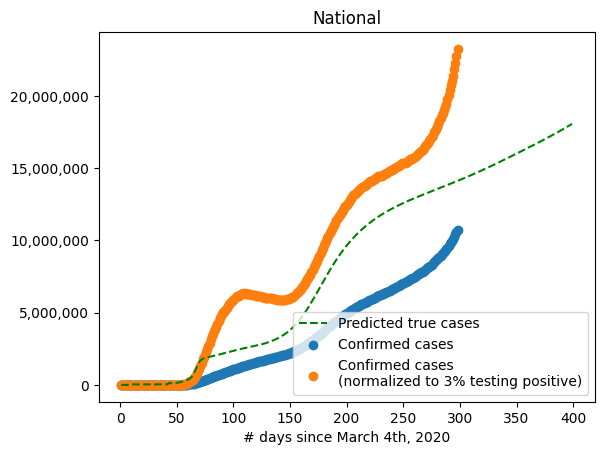 National
20,000,000
15,000,000
10,000,000
5,000,000
0
Predicted true cases
Confirmed cases
Confirmed cases
(normalized to 3% testing positive)
0 50 100 150 200 250 300 350 400
# days since March 4th, 2020